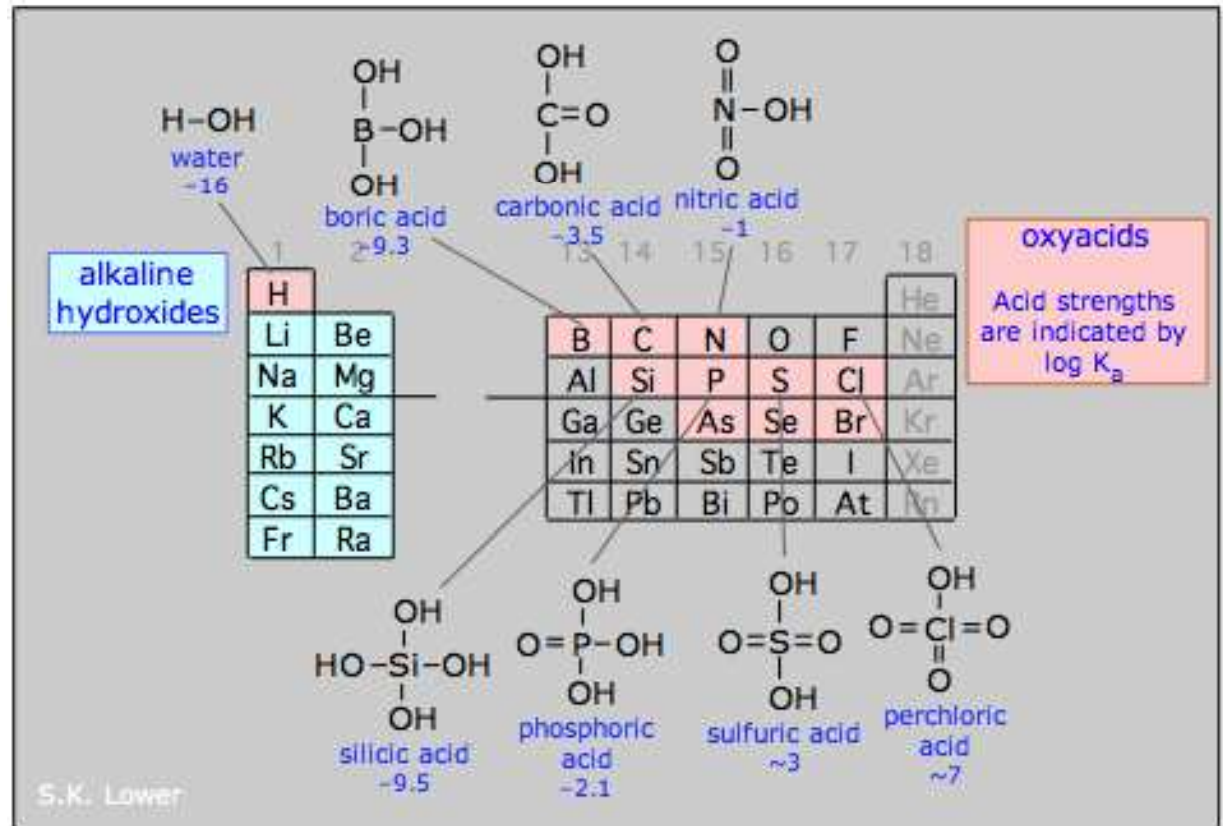 OH
B–OH
OH
boric acid
–9.3
OH
C=O
OH
carbonic acid
–3.5
O
N–OH
O
nitric acid
–1
H–OH
water
–16
alkaline
hydroxides
oxyacids
Acid strengths
are indicated by
log Kₐ
1 2 13 14 15 16 17 18
H He
Li Be B C N O F Ne
Na Mg Al Si P S Cl Ar
K Ca Ga Ge As Se Br Kr
Rb Sr In Sn Sb Te I Xe
Cs Ba Tl Pb Bi Po At Rn
Fr Ra
OH
HO–Si–OH
OH
silicic acid
–9.5
OH
O=P–OH
OH
phosphoric
acid
–2.1
OH
O=S=O
OH
sulfuric acid
~3
OH
O=Cl=O
O
perchloric
acid
~7
S.K. Lower